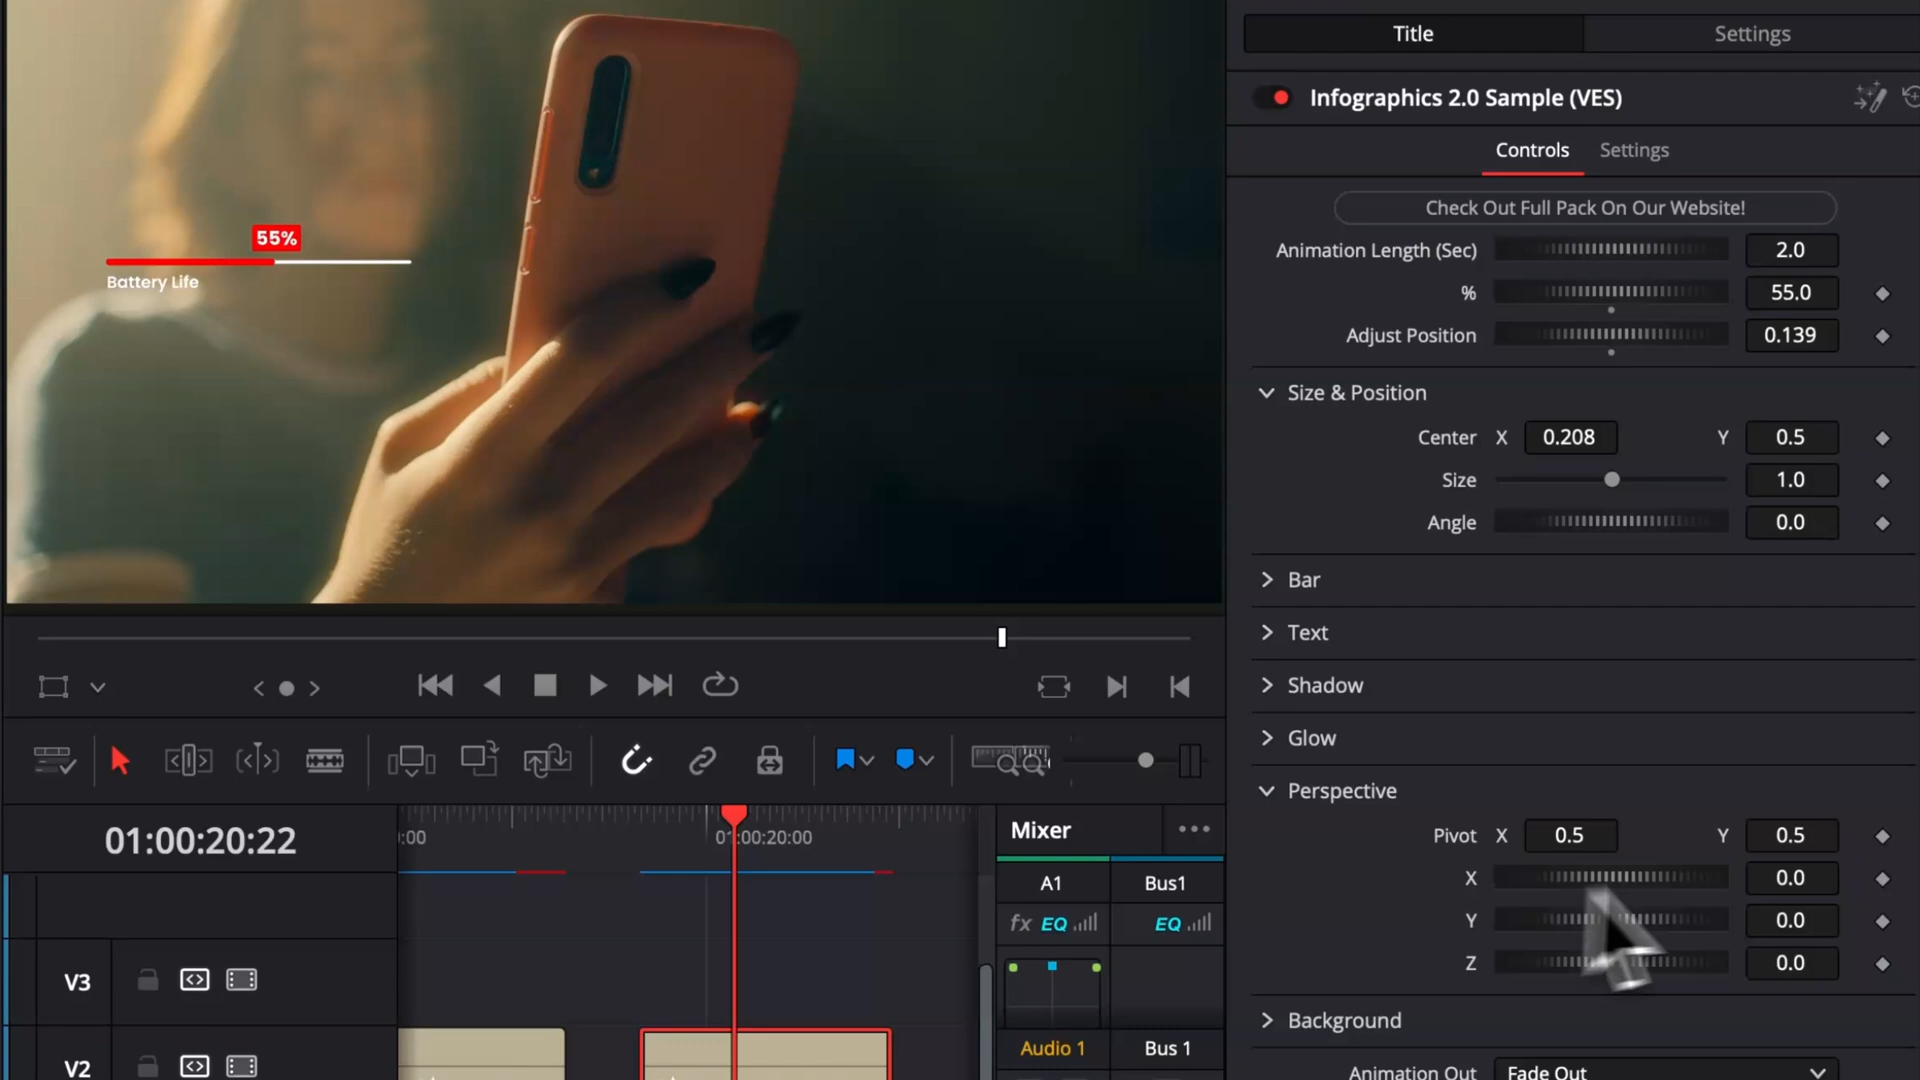 Title Settings
Infographics 2.0 Sample (VES)
Controls Settings
Check Out Full Pack On Our Website!
Animation Length (Sec) 2.0
% 55.0
Adjust Position 0.139
Size & Position
Center X 0.208 Y 0.5
Size 1.0
Angle 0.0
Bar
Text
Shadow
Glow
Perspective
Pivot X 0.5 Y 0.5
X 0.0
Y 0.0
Z 0.0
Background
Animation Out Fade Out
55%
Battery Life
01:00:20:22
:00
01:00:20:00
Mixer
A1 Bus1
fx EQ EQ
V3
Audio 1 Bus 1
V2